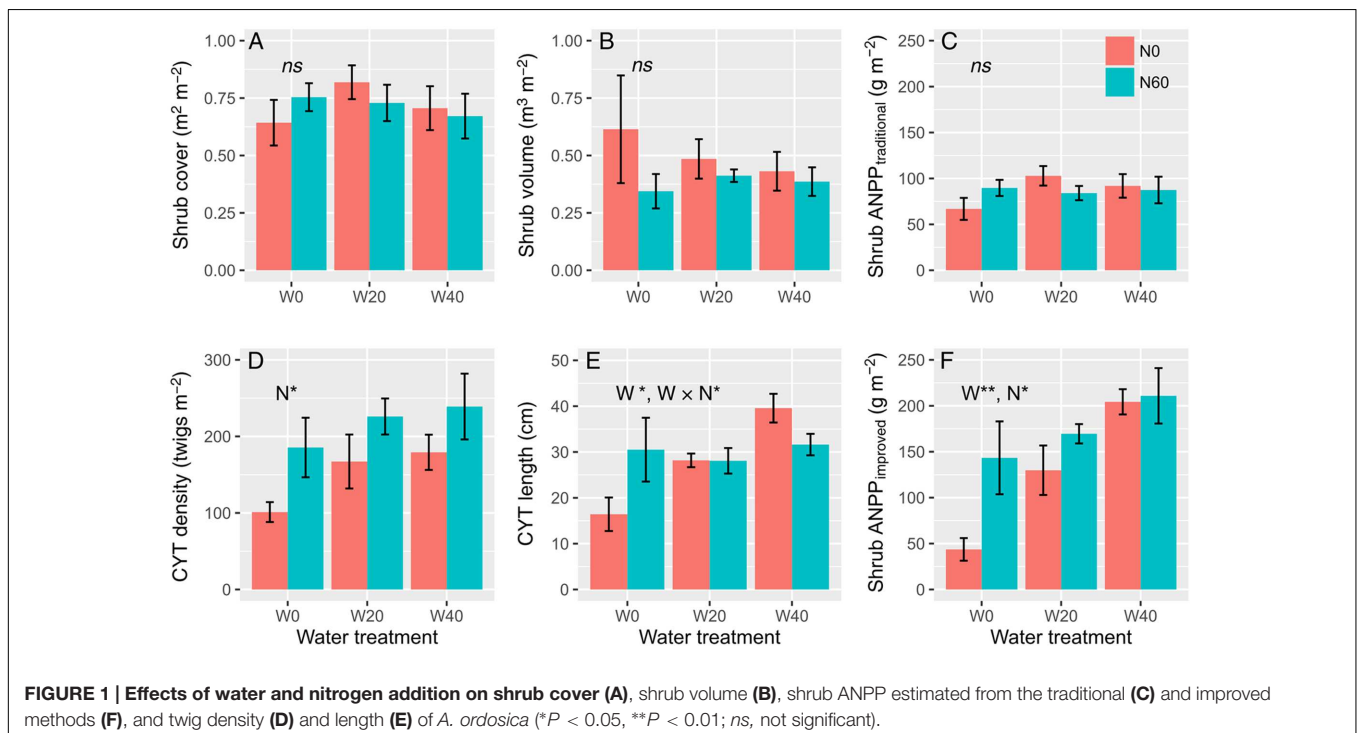 A
ns
Shrub cover (m² m⁻²)
1.00
0.75
0.50
0.25
0.00
W0 W20 W40
B
ns
Shrub volume (m³ m⁻²)
1.00
0.75
0.50
0.25
0.00
W0 W20 W40
C
ns
Shrub ANPPtraditional (g m⁻²)
250
200
150
100
50
0
W0 W20 W40
N0
N60
D
N*
CYT density (twigs m⁻²)
300
200
100
0
W0 W20 W40
Water treatment
E
W *, W × N*
CYT length (cm)
50
40
30
20
10
0
W0 W20 W40
Water treatment
F
W**, N*
Shrub ANPPimproved (g m⁻²)
250
200
150
100
50
0
W0 W20 W40
Water treatment
FIGURE 1 | Effects of water and nitrogen addition on shrub cover (A), shrub volume (B), shrub ANPP estimated from the traditional (C) and improved
methods (F), and twig density (D) and length (E) of A. ordosica (*P < 0.05, **P < 0.01; ns, not significant).